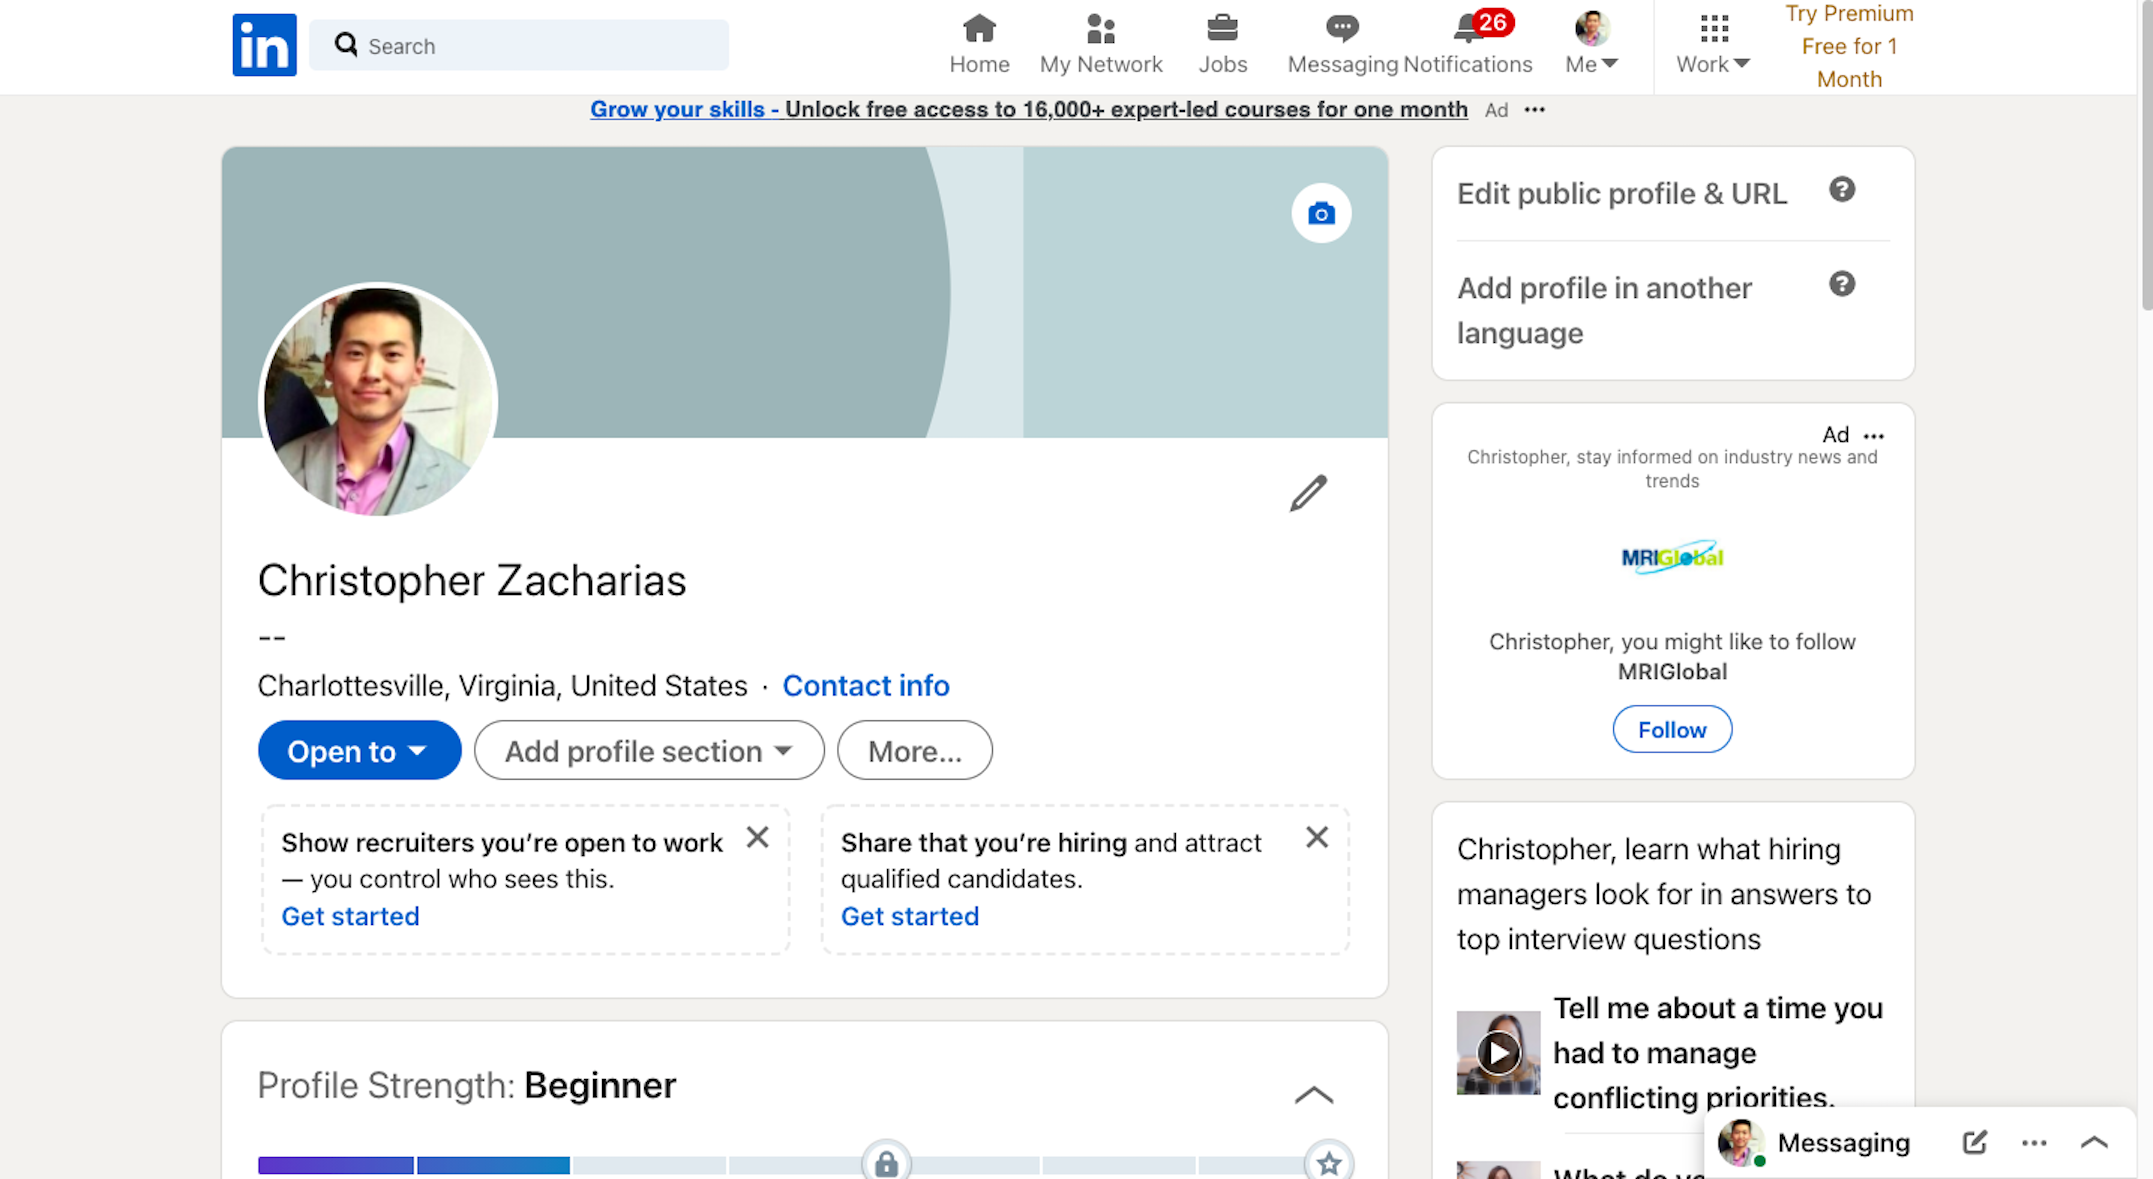 in
Search
Home
My Network
Jobs
Messaging
Notifications
26
Me
Work
Try Premium
Free for 1
Month
Grow your skills - Unlock free access to 16,000+ expert-led courses for one month Ad
Christopher Zacharias
--
Charlottesville, Virginia, United States · Contact info
Open to
Add profile section
More...
Show recruiters you’re open to work
— you control who sees this.
Get started
Share that you’re hiring and attract
qualified candidates.
Get started
Profile Strength: Beginner
Edit public profile & URL
Add profile in another
language
Ad
Christopher, stay informed on industry news and
trends
MRIGlobal
Christopher, you might like to follow
MRIGlobal
Follow
Christopher, learn what hiring
managers look for in answers to
top interview questions
Tell me about a time you
had to manage
conflicting priorities.
Messaging